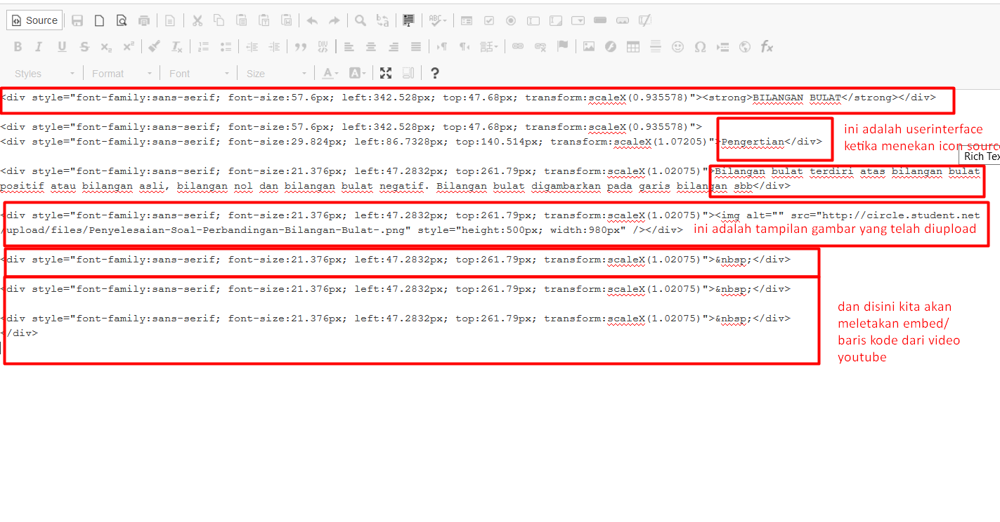 Source
ABC
B I U S x₂ x² Tx
DIV
Ω fx
Styles Format Font Size A A ?
<div style="font-family:sans-serif; font-size:57.6px; left:342.528px; top:47.68px; transform:scaleX(0.935578)"><strong>BILANGAN BULAT</strong></div>
<div style="font-family:sans-serif; font-size:57.6px; left:342.528px; top:47.68px; transform:scaleX(0.935578)">
<div style="font-family:sans-serif; font-size:29.824px; left:86.7328px; top:140.514px; transform:scaleX(1.07205)">Pengertian</div>
ini adalah userinterface
ketika menekan icon source
Rich Tex
<div style="font-family:sans-serif; font-size:21.376px; left:47.2832px; top:261.79px; transform:scaleX(1.02075)">Bilangan bulat terdiri atas bilangan bulat
positif atau bilangan asli, bilangan nol dan bilangan bulat negatif. Bilangan bulat digambarkan pada garis bilangan sbb</div>
<div style="font-family:sans-serif; font-size:21.376px; left:47.2832px; top:261.79px; transform:scaleX(1.02075)"><img alt="" src="http://circle.student.net
/upload/files/Penyelesaian-Soal-Perbandingan-Bilangan-Bulat-.png" style="height:500px; width:980px" /></div>
ini adalah tampilan gambar yang telah diupload
<div style="font-family:sans-serif; font-size:21.376px; left:47.2832px; top:261.79px; transform:scaleX(1.02075)">&nbsp;</div>
<div style="font-family:sans-serif; font-size:21.376px; left:47.2832px; top:261.79px; transform:scaleX(1.02075)">&nbsp;</div>
<div style="font-family:sans-serif; font-size:21.376px; left:47.2832px; top:261.79px; transform:scaleX(1.02075)">&nbsp;</div>
</div>
dan disini kita akan
meletakan embed/
baris kode dari video
youtube